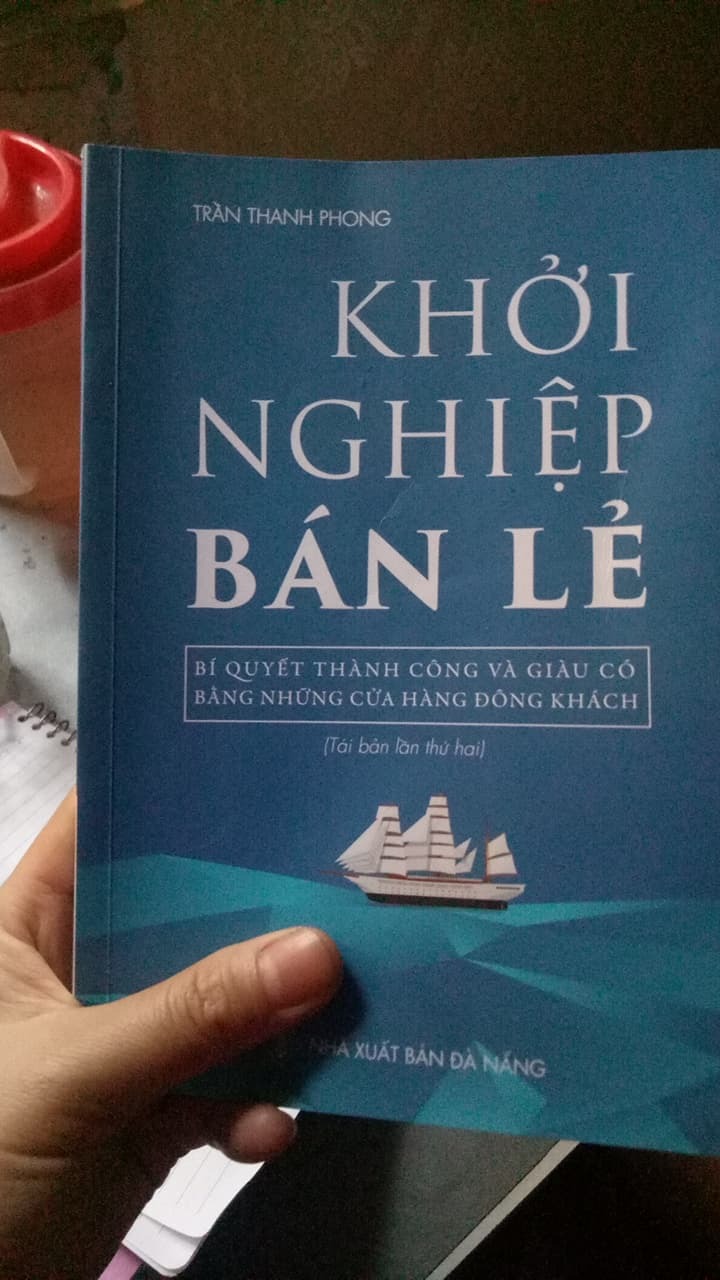 TRẦN THANH PHONG
KHỞI
NGHIỆP
BÁN LẺ
BÍ QUYẾT THÀNH CÔNG VÀ GIÀU CÓ
BẰNG NHỮNG CỬA HÀNG ĐÔNG KHÁCH
(Tái bản lần thứ hai)
NHÀ XUẤT BẢN ĐÀ NẴNG